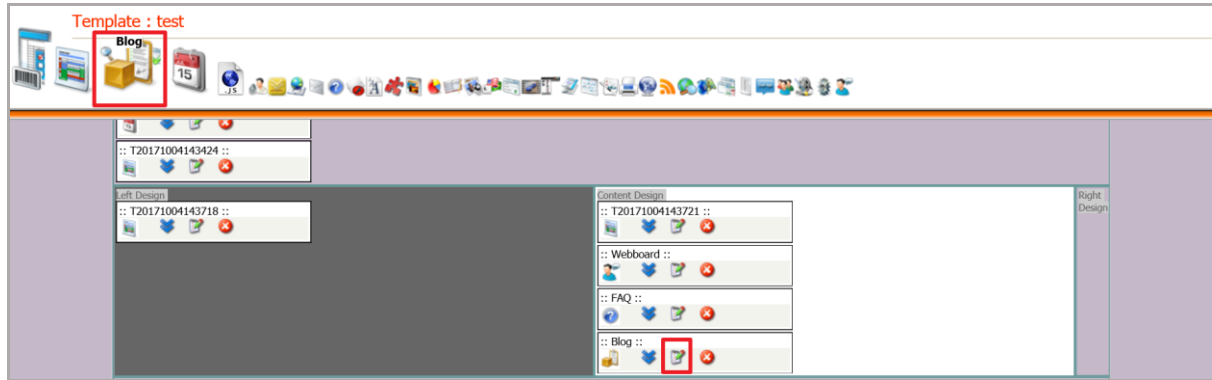 Template : test
Blog
15
.JS
:: T20171004143424 ::
Left Design
Content Design
Right
Design
:: T20171004143718 ::
:: T20171004143721 ::
:: Webboard ::
:: FAQ ::
:: Blog ::